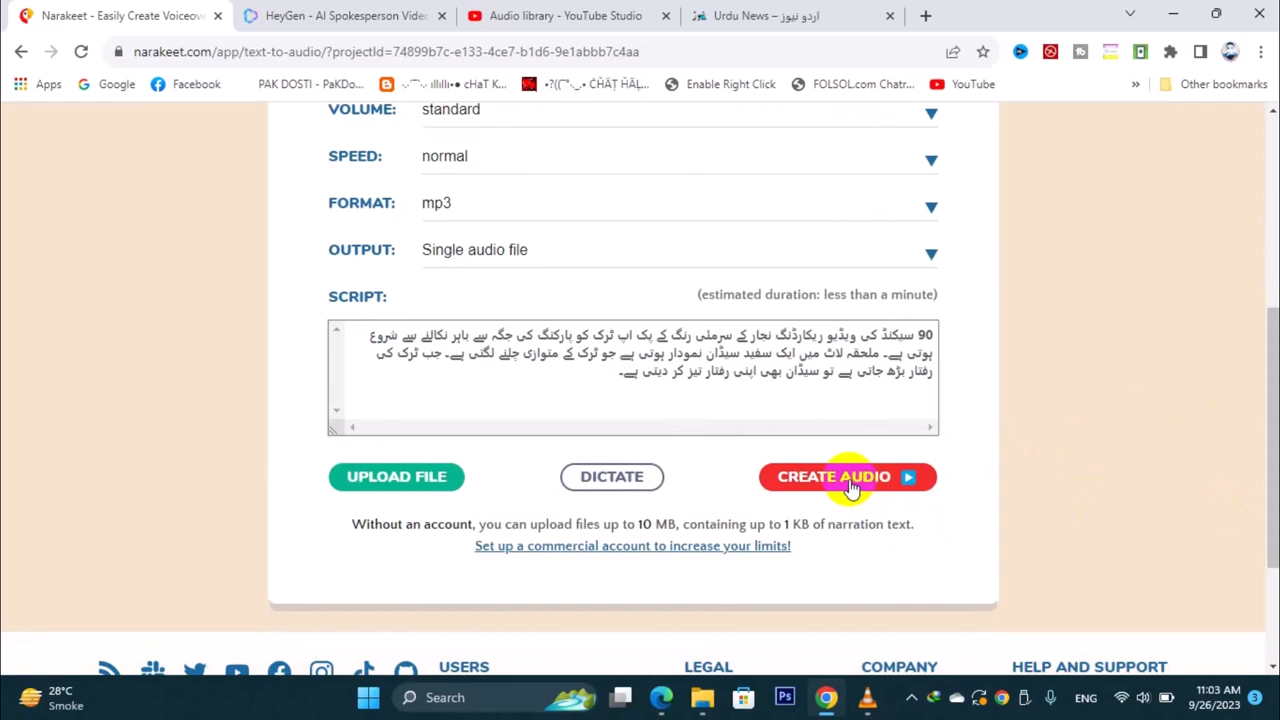 Narakeet - Easily Create Voiceover
HeyGen - AI Spokesperson Video
Audio library - YouTube Studio
Urdu News – اردو نیوز
narakeet.com/app/text-to-audio/?projectId=74899b7c-e133-4ce7-b1d6-9e1abbb7c4aa
Apps
Google
Facebook
PAK DOSTI - PaKDo...
Enable Right Click
FOLSOL.com Chatr...
YouTube
»
Other bookmarks
VOLUME: standard
SPEED: normal
FORMAT: mp3
OUTPUT: Single audio file
SCRIPT: (estimated duration: less than a minute)
90 سیکنڈ کی ویڈیو ریکارڈنگ نجار کے سرمئی رنگ کے پک اپ ٹرک کو پارکنگ کی جگہ سے باہر نکالنے سے شروع
ہوتی ہے۔ ملحقہ لاٹ میں ایک سفید سیڈان نمودار ہوتی ہے جو ٹرک کے متوازی چلنے لگتی ہے۔ جب ٹرک کی
رفتار بڑھ جاتی ہے تو سیڈان بھی اپنی رفتار تیز کر دیتی ہے۔
UPLOAD FILE
DICTATE
CREATE AUDIO
Without an account, you can upload files up to 10 MB, containing up to 1 KB of narration text.
Set up a commercial account to increase your limits!
USERS
LEGAL
COMPANY
HELP AND SUPPORT
28°C
Smoke
Search
Ps
ENG
11:03 AM
9/26/2023
3